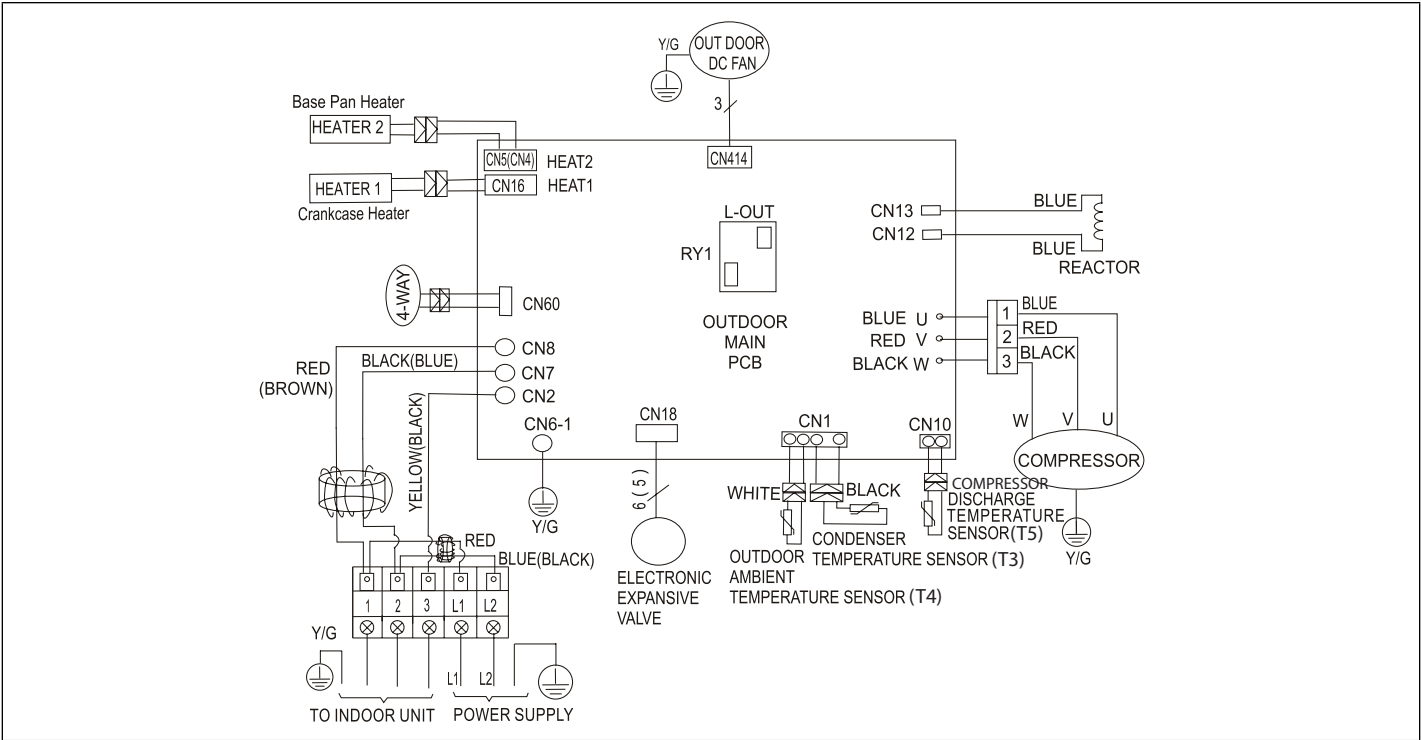 Y/G
OUT DOOR
DC FAN
3
Base Pan Heater
HEATER 2
CN5(CN4)
HEAT2
CN414
HEATER 1
CN16
HEAT1
Crankcase Heater
L-OUT
RY1
CN13
BLUE
CN12
BLUE
REACTOR
4-WAY
CN60
OUTDOOR
MAIN
PCB
BLUE U
RED V
BLACK W
1
2
3
BLUE
RED
BLACK
CN8
CN7
CN2
RED
(BROWN)
BLACK(BLUE)
YELLOW(BLACK)
CN6-1
Y/G
CN18
6 (5)
ELECTRONIC
EXPANSIVE
VALVE
CN1
WHITE
BLACK
OUTDOOR
AMBIENT
TEMPERATURE SENSOR (T4)
CONDENSER
TEMPERATURE SENSOR (T3)
CN10
COMPRESSOR
DISCHARGE
TEMPERATURE
SENSOR(T5)
W
V
U
COMPRESSOR
Y/G
RED
BLUE(BLACK)
1
2
3
L1
L2
Y/G
L1
L2
TO INDOOR UNIT
POWER SUPPLY